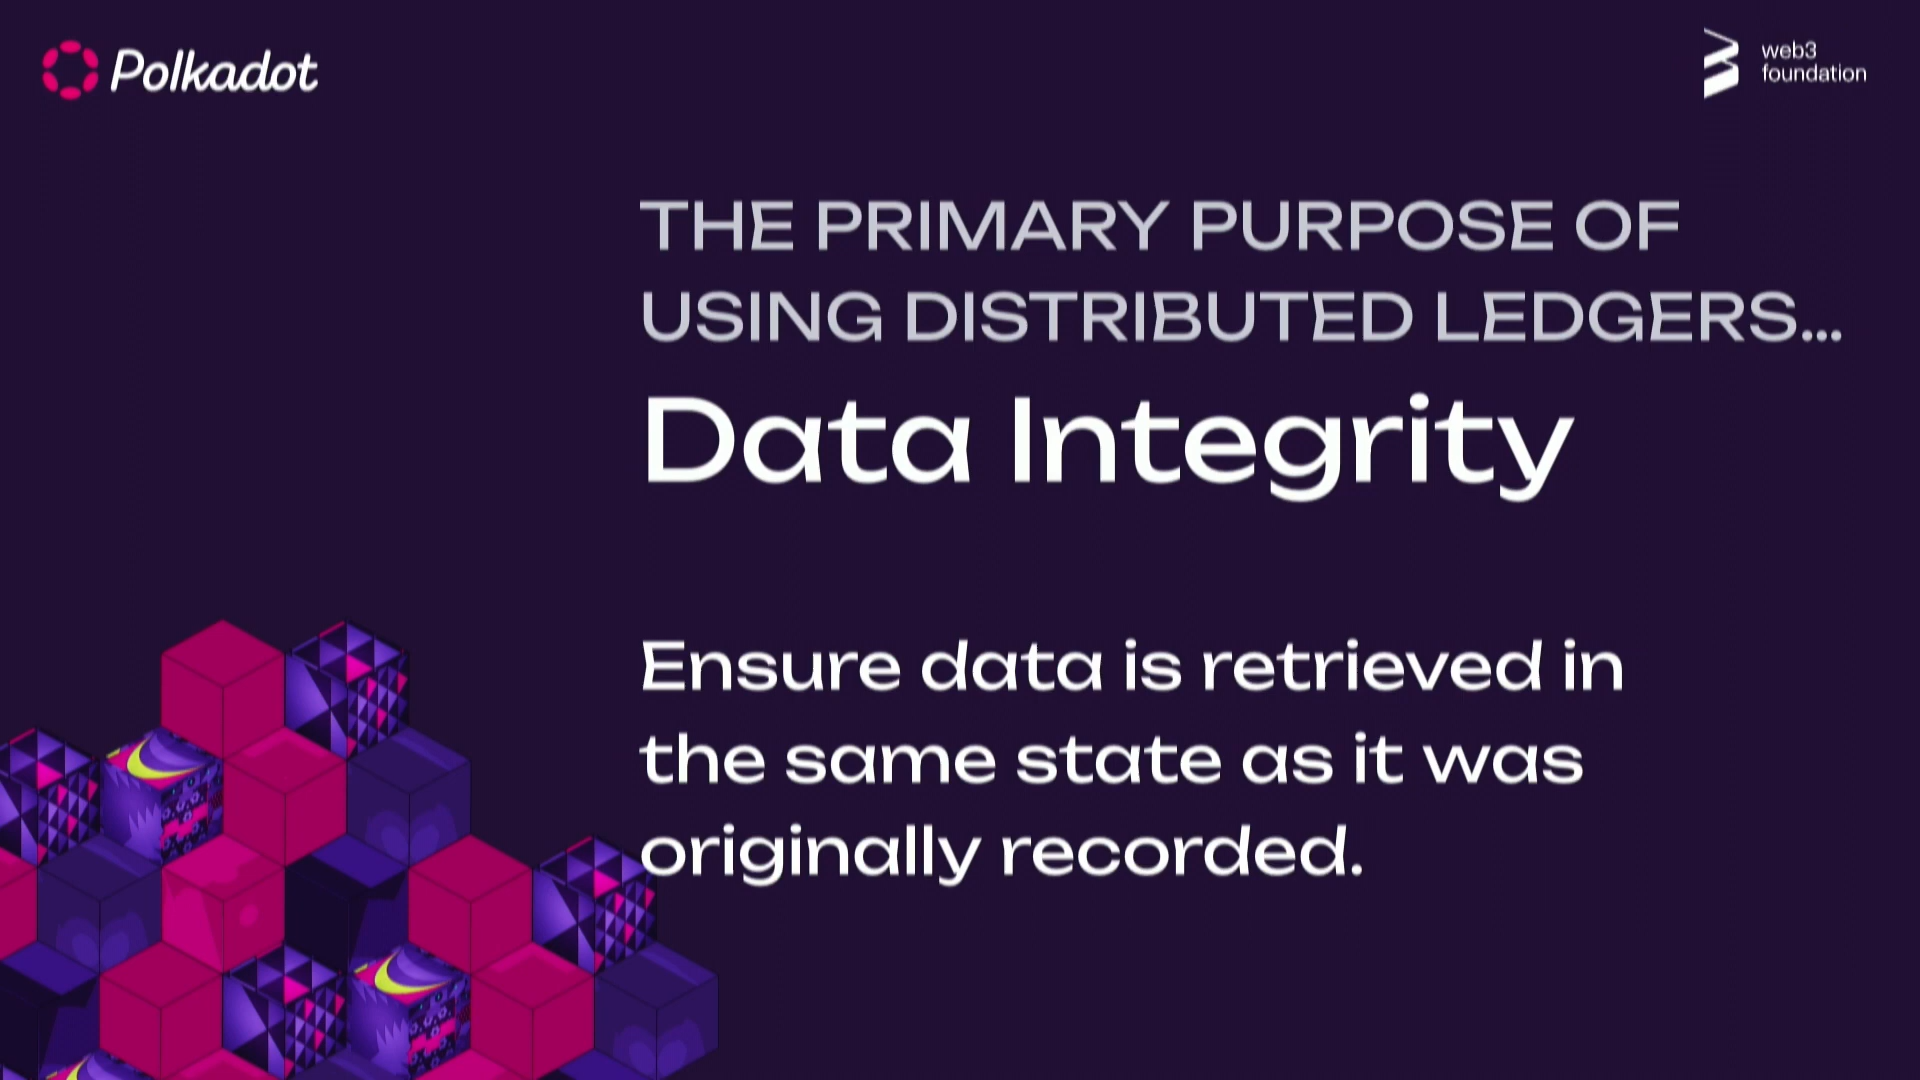 Polkadot
web3
foundation
THE PRIMARY PURPOSE OF
USING DISTRIBUTED LEDGERS...
Data Integrity
Ensure data is retrieved in
the same state as it was
originally recorded.